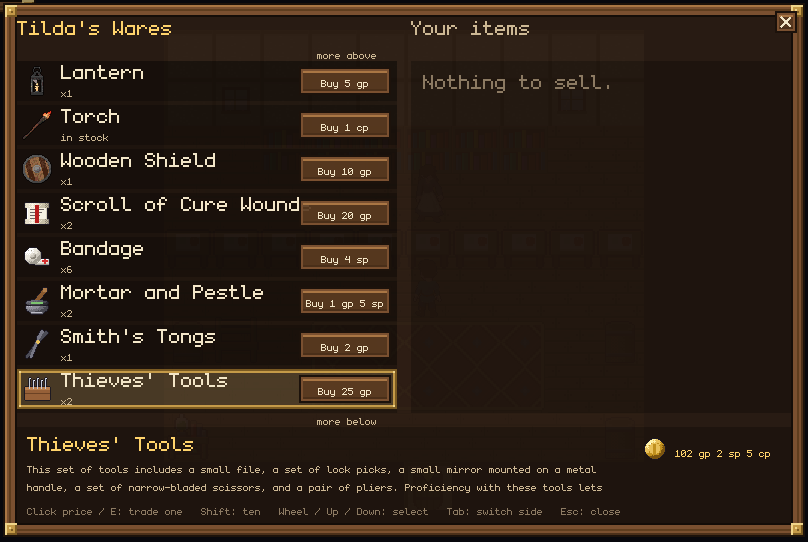 Tilda's Wares
Your items
more above
Lantern
x1
Buy 5 gp
Nothing to sell.
Torch
in stock
Buy 1 cp
Wooden Shield
x1
Buy 10 gp
Scroll of Cure Wound
x2
Buy 20 gp
Bandage
x6
Buy 4 sp
Mortar and Pestle
x2
Buy 1 gp 5 sp
Smith's Tongs
x1
Buy 2 gp
Thieves' Tools
x2
Buy 25 gp
more below
Thieves' Tools
102 gp 2 sp 5 cp
This set of tools includes a small file, a set of lock picks, a small mirror mounted on a metal
handle, a set of narrow-bladed scissors, and a pair of pliers. Proficiency with these tools lets
Click price / E: trade one   Shift: ten   Wheel / Up / Down: select   Tab: switch side   Esc: close